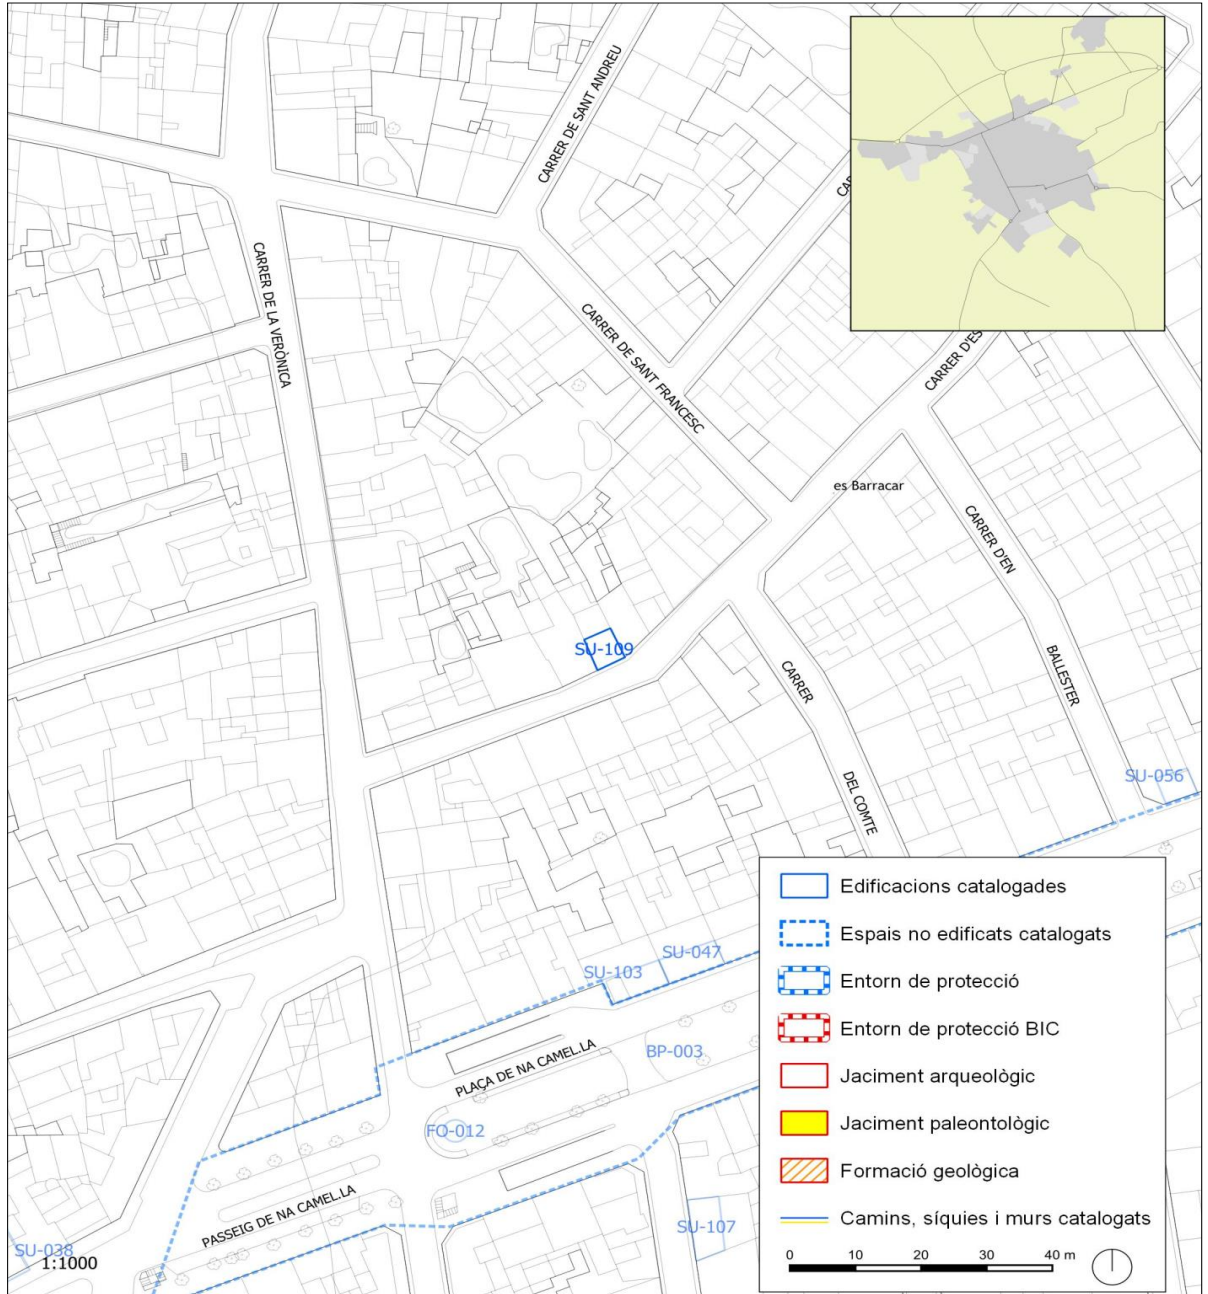 CARRER DE SANT ANDREU
CARRER DE LA VERÒNICA
CARRER DE SANT FRANCESC
CARRER D'ES
es Barracar
CARRER D'EN
BALLESTER
SU-109
CARRER
DEL COMTE
SU-056
SU-103
SU-047
BP-003
PLAÇA DE NA CAMEL.LA
FO-012
PASSEIG DE NA CAMEL.LA
SU-107
SU-038
1:1000
Edificacions catalogades
Espais no edificats catalogats
Entorn de protecció
Entorn de protecció BIC
Jaciment arqueològic
Jaciment paleontològic
Formació geològica
Camins, síquies i murs catalogats
0 10 20 30 40 m